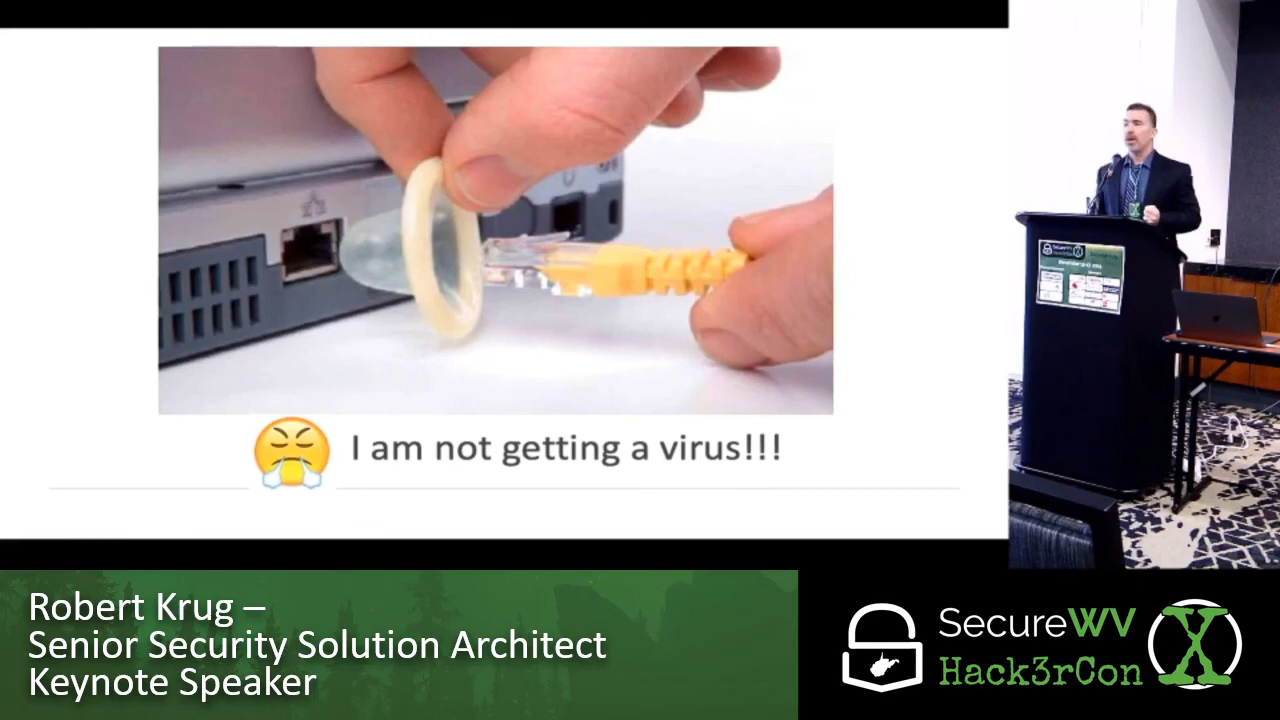 I am not getting a virus!!!
Robert Krug –
Senior Security Solution Architect
Keynote Speaker
SecureWV
Hack3rCon
X